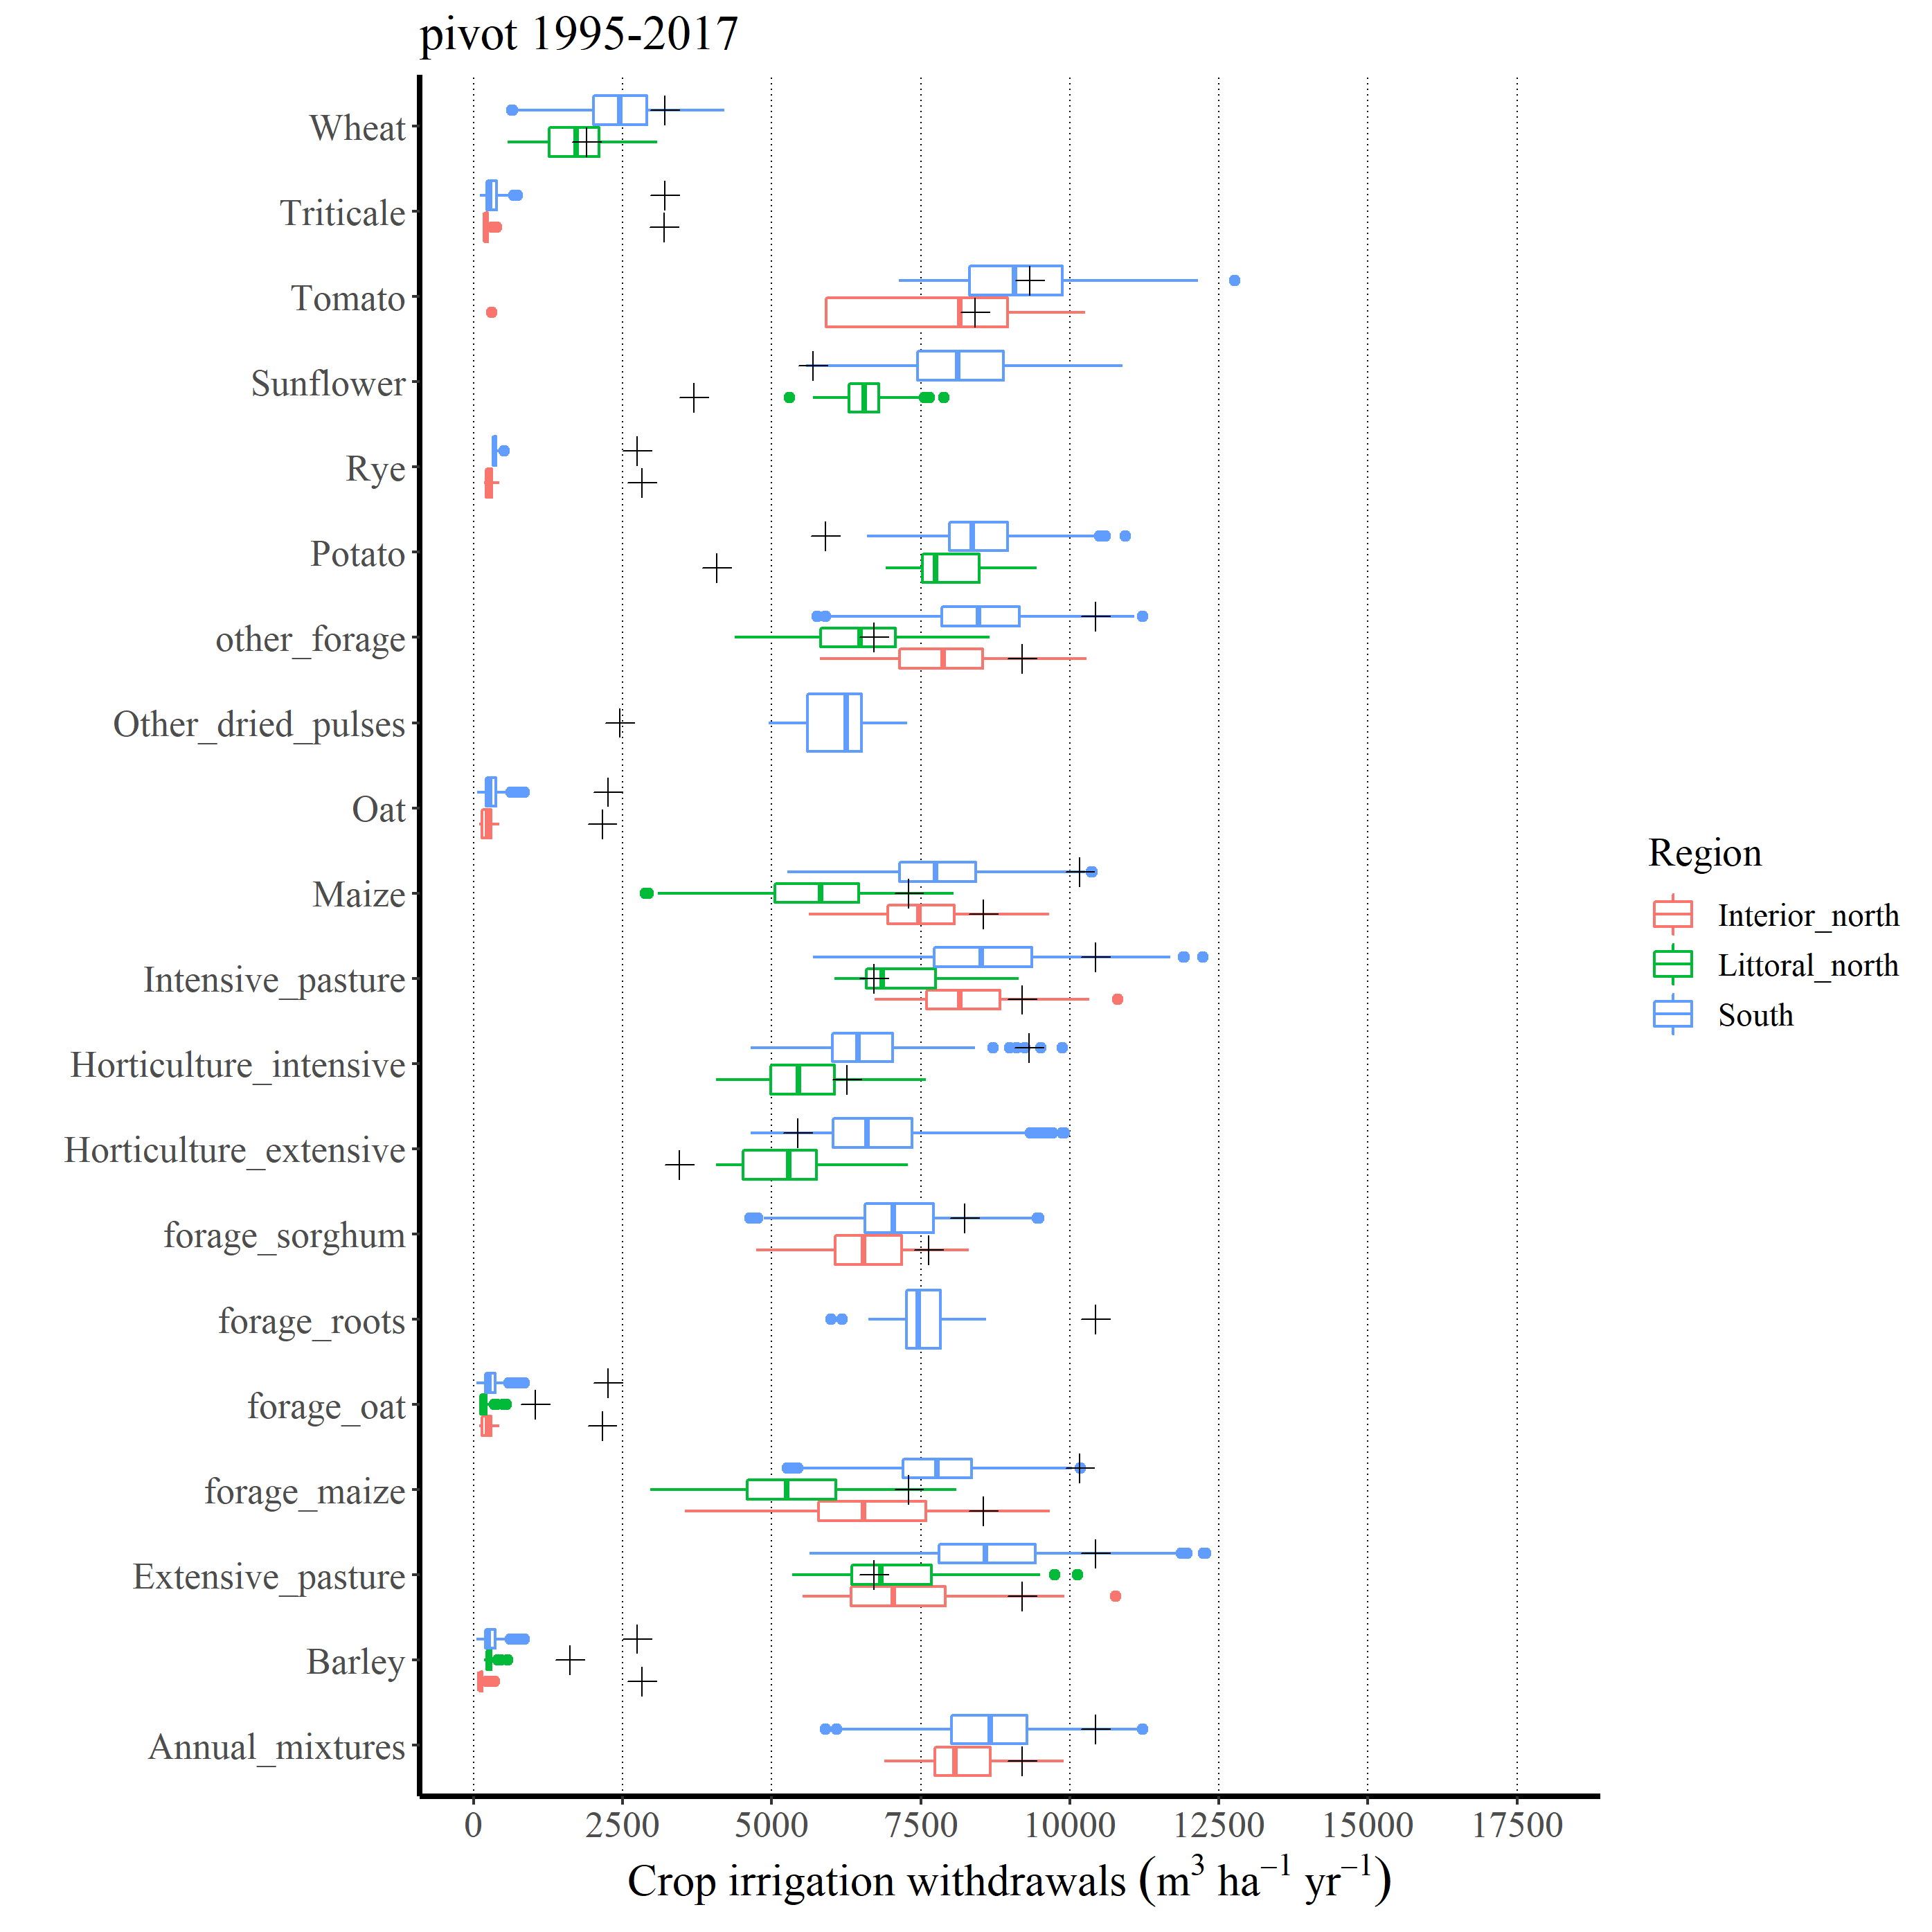 pivot 1995-2017
Wheat
Triticale
Tomato
Sunflower
Rye
Potato
other_forage
Other_dried_pulses
Oat
Maize
Intensive_pasture
Horticulture_intensive
Horticulture_extensive
forage_sorghum
forage_roots
forage_oat
forage_maize
Extensive_pasture
Barley
Annual_mixtures
0 2500 5000 7500 10000 12500 15000 17500
Crop irrigation withdrawals (m³ ha⁻¹ yr⁻¹)
Region
Interior_north
Littoral_north
South